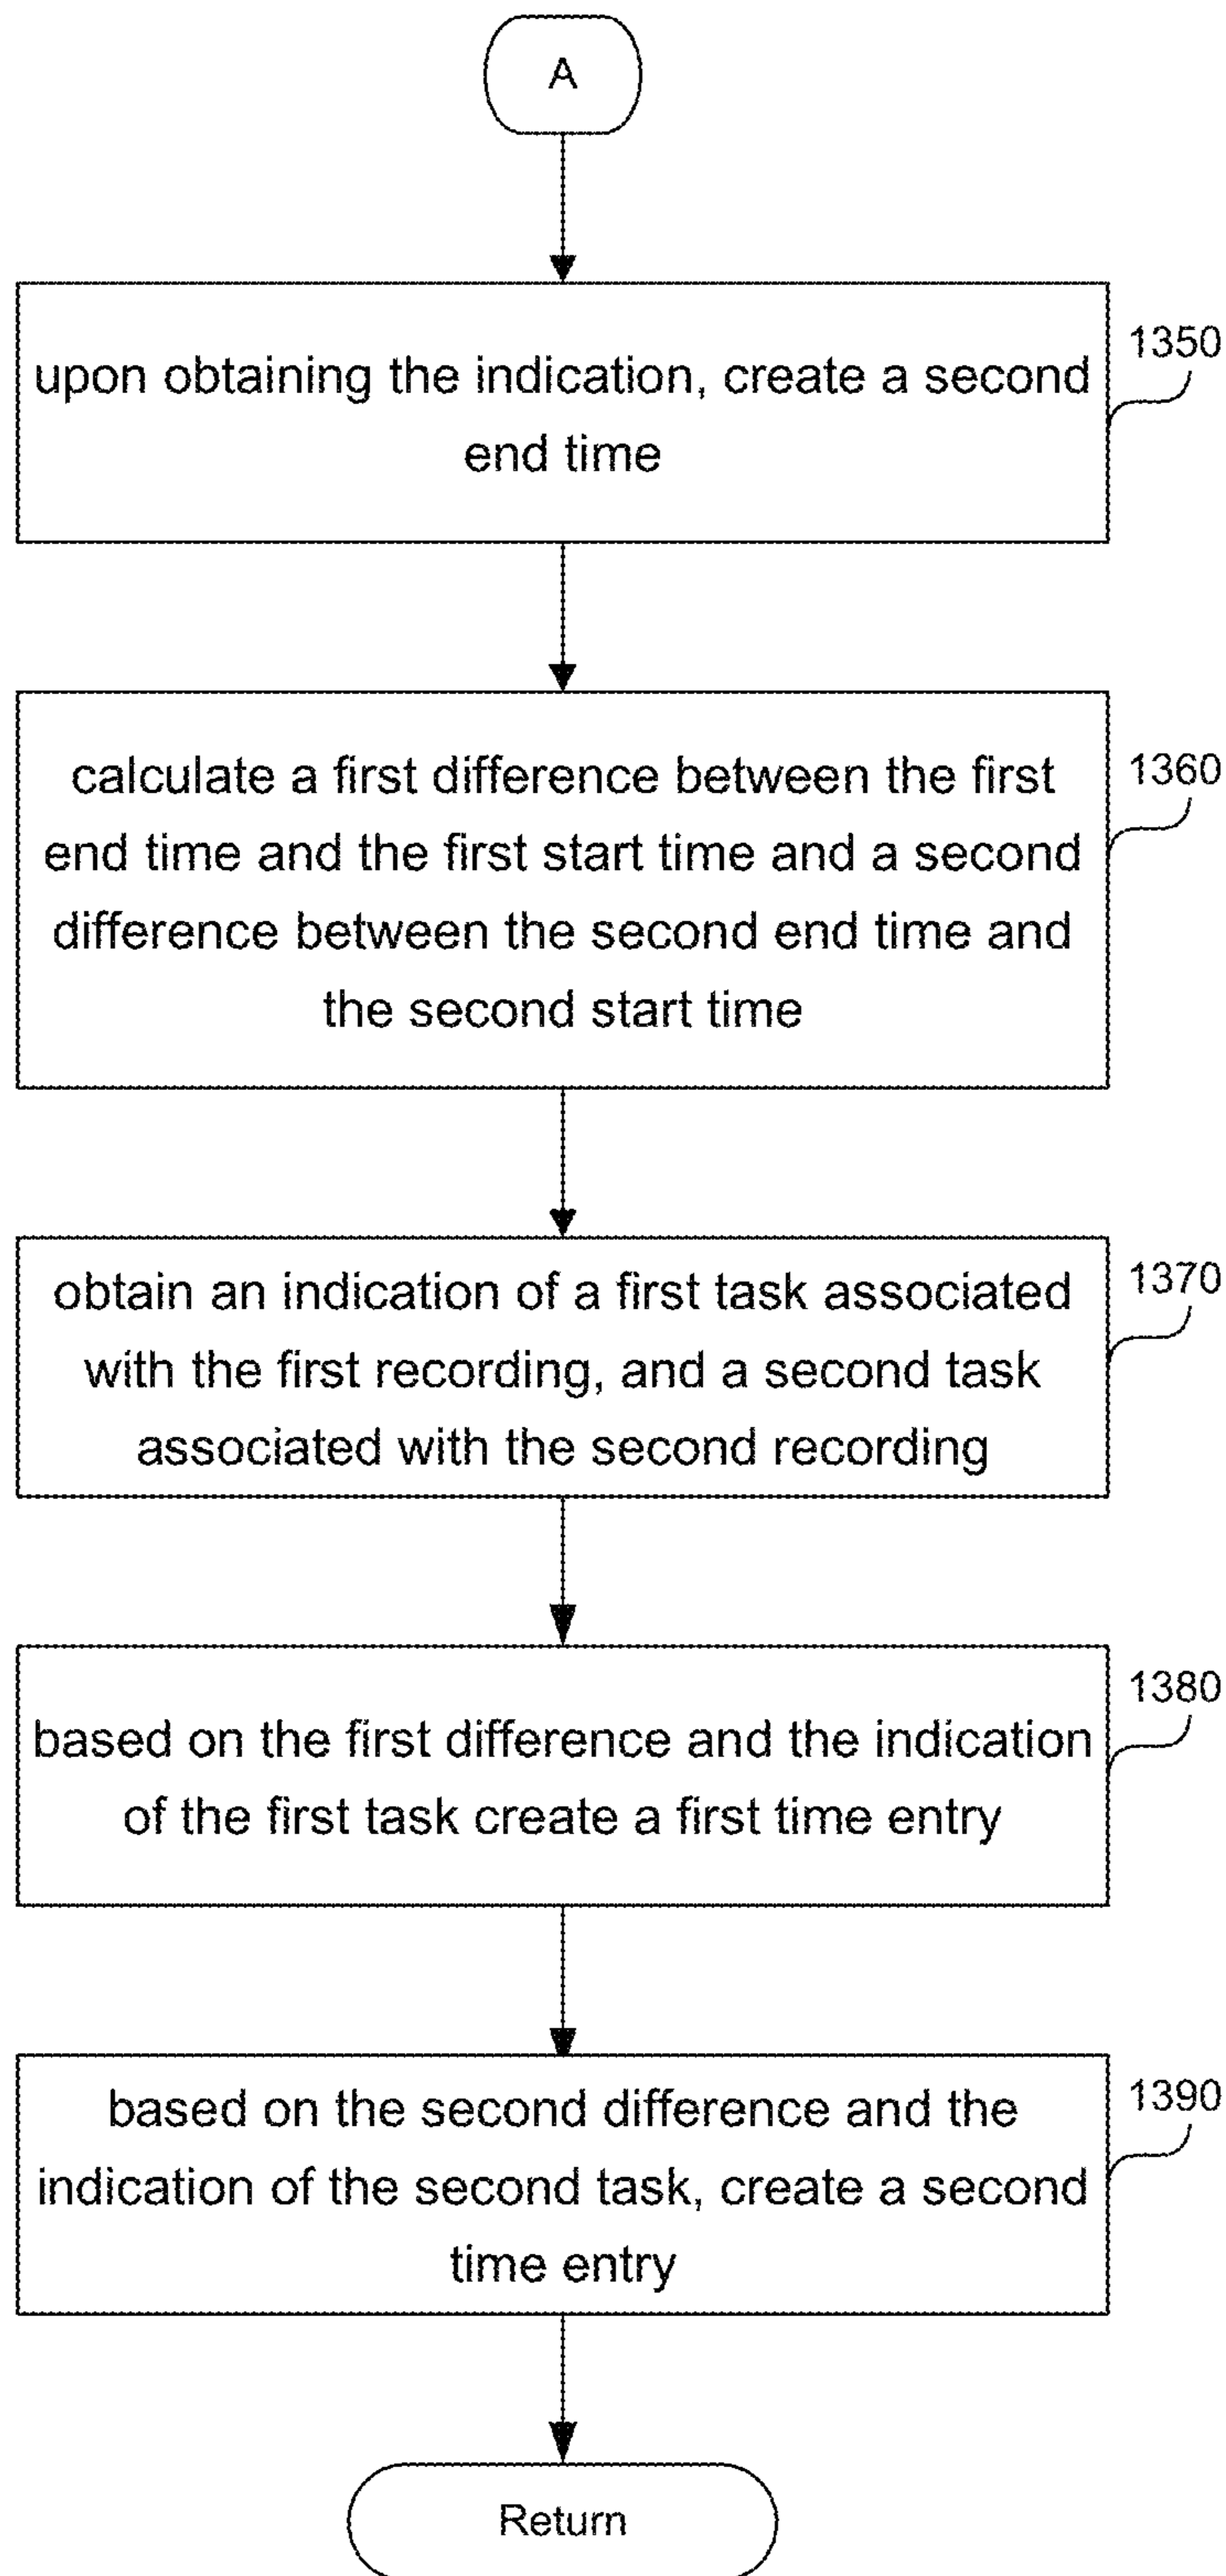 A
upon obtaining the indication, create a second
end time
1350
calculate a first difference between the first
end time and the first start time and a second
difference between the second end time and
the second start time
1360
obtain an indication of a first task associated
with the first recording, and a second task
associated with the second recording
1370
based on the first difference and the indication
of the first task create a first time entry
1380
based on the second difference and the
indication of the second task, create a second
time entry
1390
Return